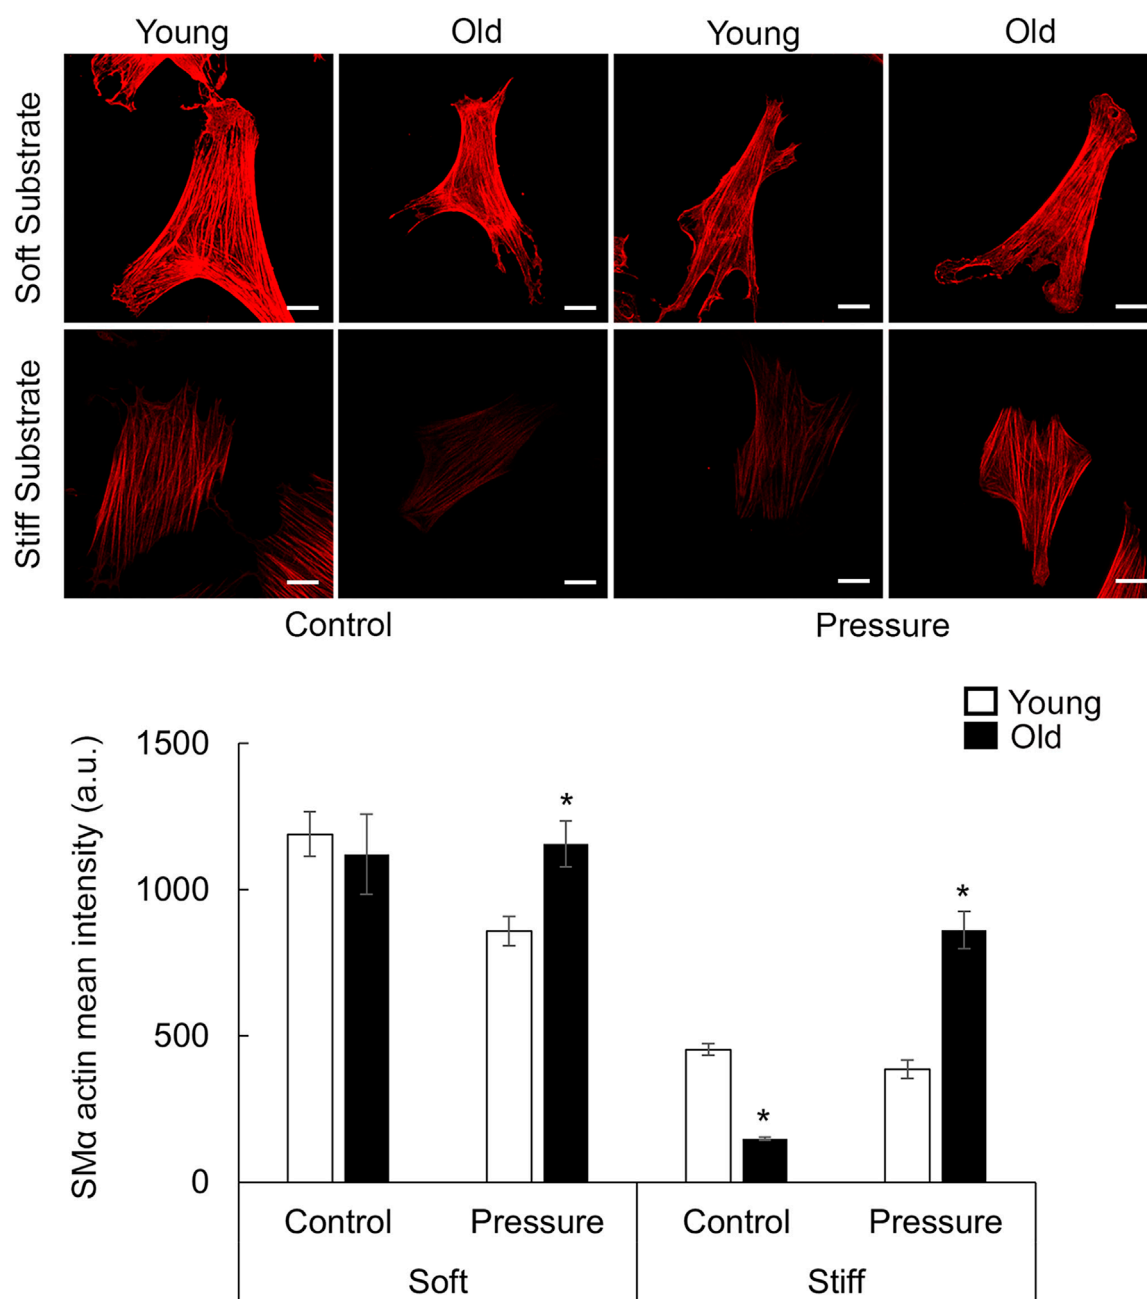 Young Old Young Old
Soft Substrate
Stiff Substrate
Control Pressure
Young
Old
SMα actin mean intensity (a.u.)
1500
1000
500
0
*
*
*
Control Pressure Control Pressure
Soft Stiff